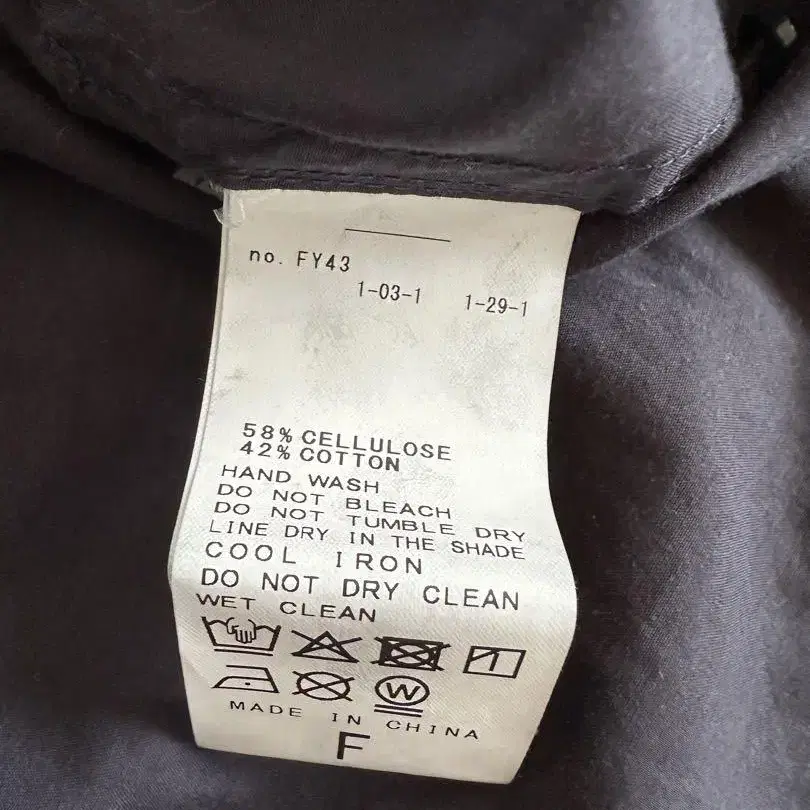 no. FY43
1-03-1 1-29-1
58% CELLULOSE
42% COTTON
HAND WASH
DO NOT BLEACH
DO NOT TUMBLE DRY
LINE DRY IN THE SHADE
COOL IRON
DO NOT DRY CLEAN
WET CLEAN
W
MADE IN CHINA
F